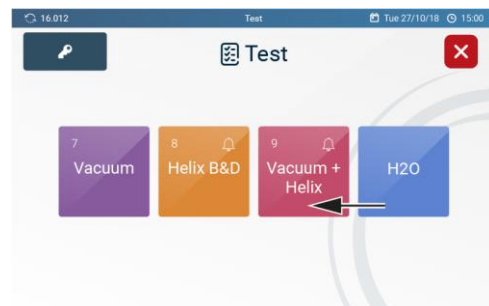 16.012 Test Tue 27/10/18 15:00
Test
7 8 9
Vacuum Helix B&D Vacuum + Helix H2O